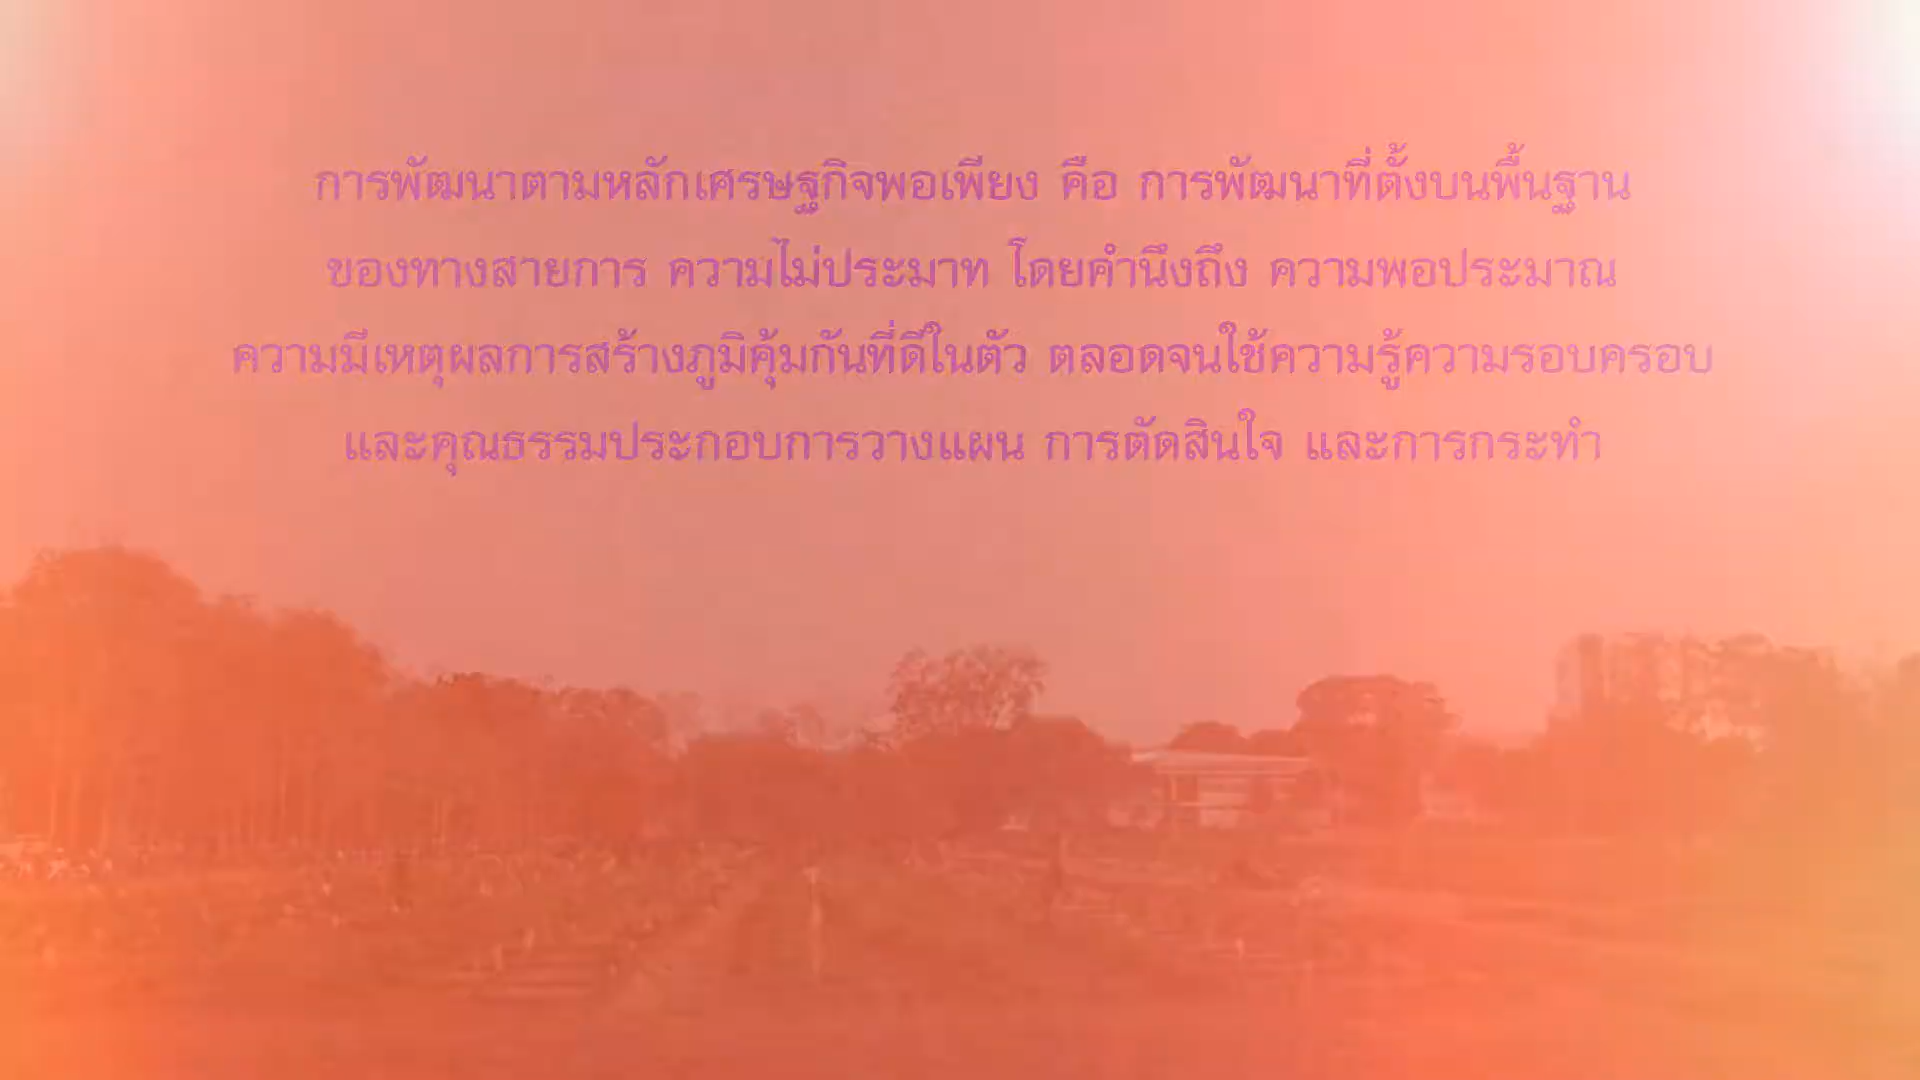 การพัฒนาตามหลักเศรษฐกิจพอเพียง คือ การพัฒนาที่ตั้งบนพื้นฐาน
ของทางสายการ ความไม่ประมาท โดยคำนึงถึง ความพอประมาณ
ความมีเหตุผลการสร้างภูมิคุ้มกันที่ดีในตัว ตลอดจนใช้ความรู้ความรอบครอบ
และคุณธรรมประกอบการวางแผน การตัดสินใจ และการกระทำ